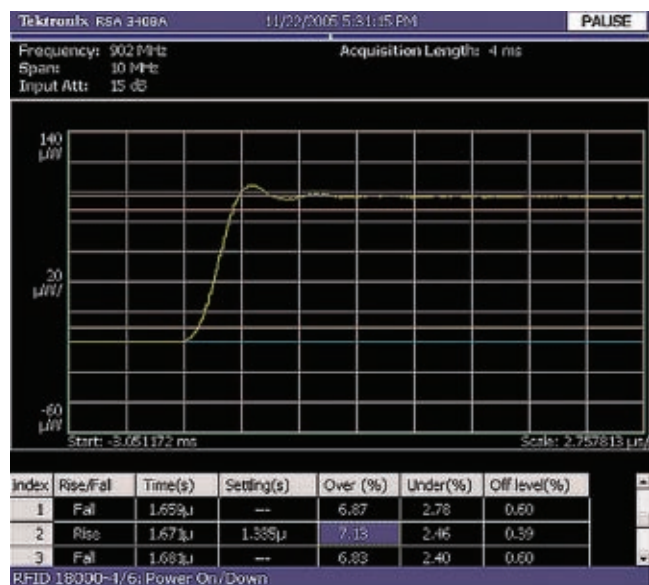 Tektronix RSA 3408A 11/22/2005 5:31:15 PM PAUSE
Frequency: 902 MHz Acquisition Length: 4 ms
Span: 10 MHz
Input Att: 15 dB
140
µW
20
µW/
-60
µW
Start: -3.051172 ms Scale: 2.757813 µs/
Index Rise/Fall Time(s) Settling(s) Over (%) Under(%) Off level(%)
1 Fall 1.659µ --- 6.87 2.78 0.60
2 Rise 1.671µ 1.385µ 7.13 2.46 0.39
3 Fall 1.681µ --- 6.83 2.40 0.60
RFID 18000-4/6: Power On/Down